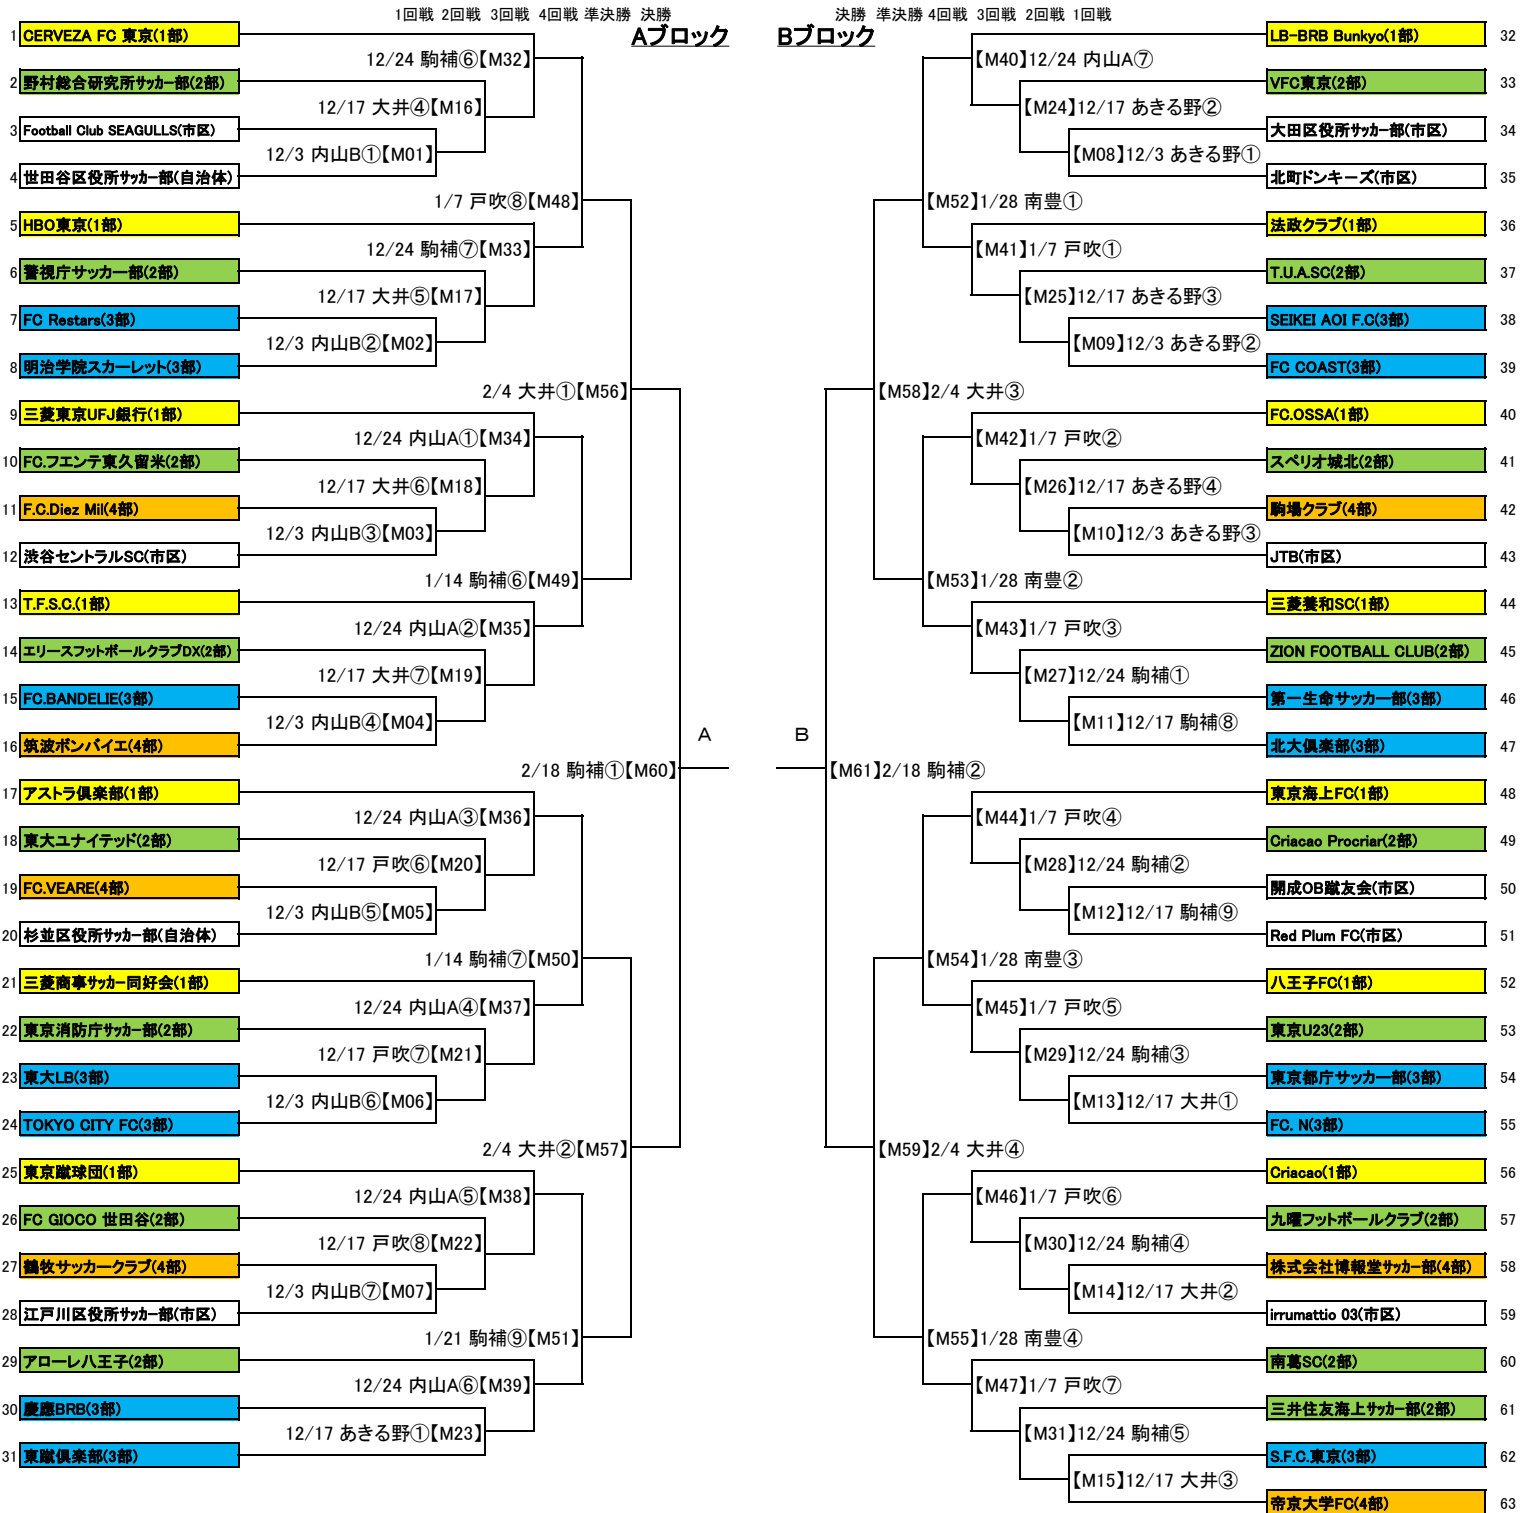 1回戦 2回戦 3回戦 4回戦 準決勝 決勝
Aブロック
1 CERVEZA FC 東京(1部)
12/24 駒補⑥【M32】
2 野村総合研究所サッカー部(2部)
12/17 大井④【M16】
3 Football Club SEAGULLS(市区)
12/3 内山B①【M01】
4 世田谷区役所サッカー部(自治体)
1/7 戸吹⑧【M48】
5 HBO東京(1部)
12/24 駒補⑦【M33】
6 警視庁サッカー部(2部)
12/17 大井⑤【M17】
7 FC Restars(3部)
12/3 内山B②【M02】
8 明治学院スカーレット(3部)
2/4 大井①【M56】
9 三菱東京UFJ銀行(1部)
12/24 内山A①【M34】
10 FC.フエンテ東久留米(2部)
12/17 大井⑥【M18】
11 F.C.Diez Mil(4部)
12/3 内山B③【M03】
12 渋谷セントラルSC(市区)
1/14 駒補⑥【M49】
13 T.F.S.C.(1部)
12/24 内山A②【M35】
14 エリースフットボールクラブDX(2部)
12/17 大井⑦【M19】
15 FC.BANDELIE(3部)
12/3 内山B④【M04】
16 筑波ボンバイエ(4部)
A
2/18 駒補①【M60】
17 アストラ倶楽部(1部)
12/24 内山A③【M36】
18 東大ユナイテッド(2部)
12/17 戸吹⑥【M20】
19 FC.VEARE(4部)
12/3 内山B⑤【M05】
20 杉並区役所サッカー部(自治体)
1/14 駒補⑦【M50】
21 三菱商事サッカー同好会(1部)
12/24 内山A④【M37】
22 東京消防庁サッカー部(2部)
12/17 戸吹⑦【M21】
23 東大LB(3部)
12/3 内山B⑥【M06】
24 TOKYO CITY FC(3部)
2/4 大井②【M57】
25 東京蹴球団(1部)
12/24 内山A⑤【M38】
26 FC GIOCO 世田谷(2部)
12/17 戸吹⑧【M22】
27 鶴牧サッカークラブ(4部)
12/3 内山B⑦【M07】
28 江戸川区役所サッカー部(市区)
1/21 駒補⑨【M51】
29 アローレ八王子(2部)
12/24 内山A⑥【M39】
30 慶應BRB(3部)
12/17 あきる野①【M23】
31 東蹴倶楽部(3部)
決勝 準決勝 4回戦 3回戦 2回戦 1回戦
Bブロック
LB-BRB Bunkyo(1部) 32
【M40】12/24 内山A⑦
VFC東京(2部) 33
【M24】12/17 あきる野②
大田区役所サッカー部(市区) 34
【M08】12/3 あきる野①
北町ドンキーズ(市区) 35
【M52】1/28 南豊①
法政クラブ(1部) 36
【M41】1/7 戸吹①
T.U.A.SC(2部) 37
【M25】12/17 あきる野③
SEIKEI AOI F.C(3部) 38
【M09】12/3 あきる野②
FC COAST(3部) 39
【M58】2/4 大井③
FC.OSSA(1部) 40
【M42】1/7 戸吹②
スペリオ城北(2部) 41
【M26】12/17 あきる野④
駒場クラブ(4部) 42
【M10】12/3 あきる野③
JTB(市区) 43
【M53】1/28 南豊②
三菱養和SC(1部) 44
【M43】1/7 戸吹③
ZION FOOTBALL CLUB(2部) 45
【M27】12/24 駒補①
第一生命サッカー部(3部) 46
【M11】12/17 駒補⑧
北大倶楽部(3部) 47
B
【M61】2/18 駒補②
東京海上FC(1部) 48
【M44】1/7 戸吹④
Criacao Procriar(2部) 49
【M28】12/24 駒補②
開成OB蹴友会(市区) 50
【M12】12/17 駒補⑨
Red Plum FC(市区) 51
【M54】1/28 南豊③
八王子FC(1部) 52
【M45】1/7 戸吹⑤
東京U23(2部) 53
【M29】12/24 駒補③
東京都庁サッカー部(3部) 54
【M13】12/17 大井①
FC. N(3部) 55
【M59】2/4 大井④
Criacao(1部) 56
【M46】1/7 戸吹⑥
九曜フットボールクラブ(2部) 57
【M30】12/24 駒補④
株式会社博報堂サッカー部(4部) 58
【M14】12/17 大井②
irrumattio 03(市区) 59
【M55】1/28 南豊④
南葛SC(2部) 60
【M47】1/7 戸吹⑦
三井住友海上サッカー部(2部) 61
【M31】12/24 駒補⑤
S.F.C.東京(3部) 62
【M15】12/17 大井③
帝京大学FC(4部) 63